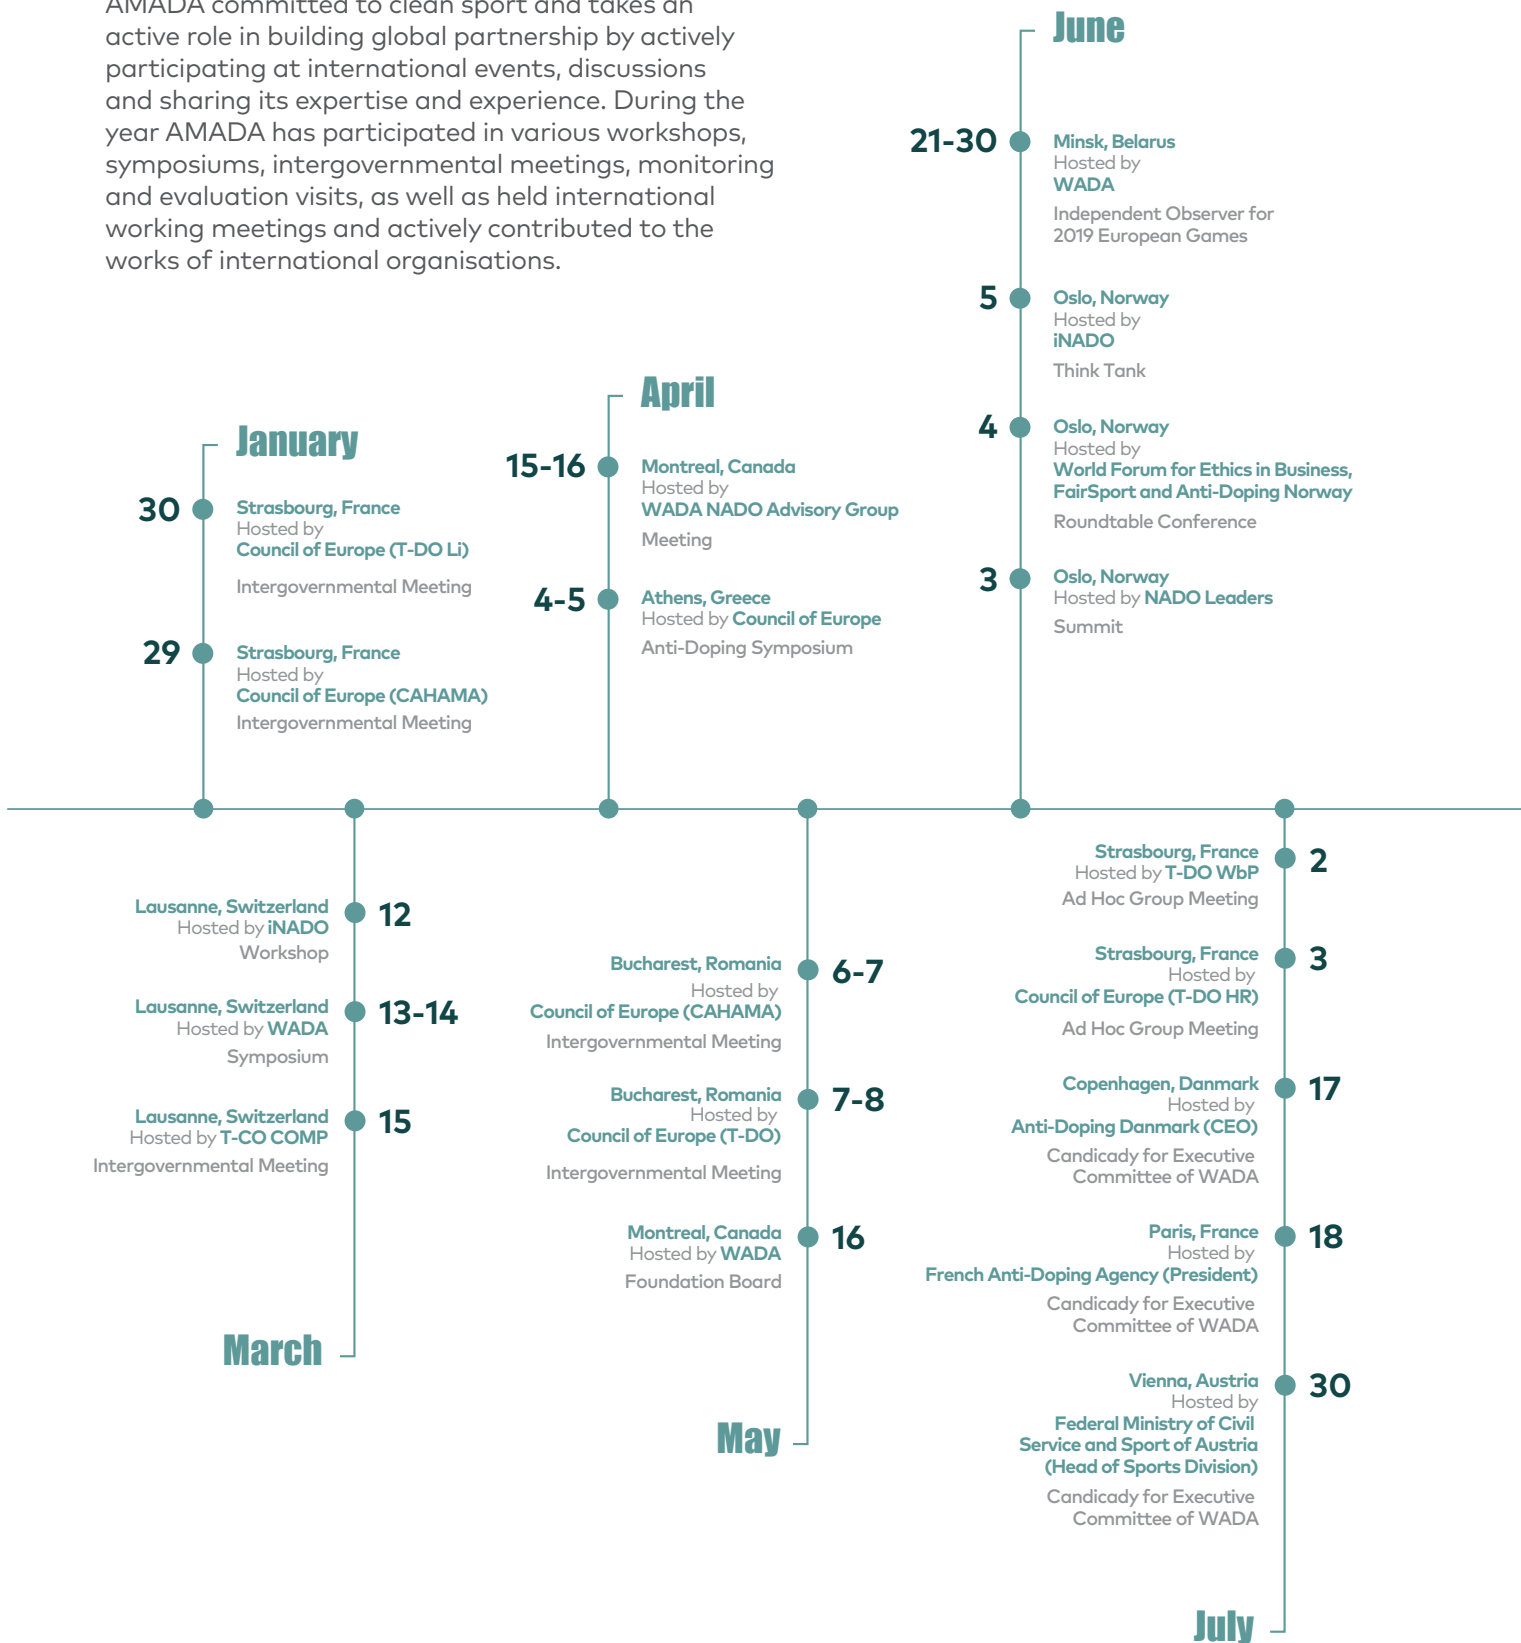 AMADA committed to clean sport and takes an
active role in building global partnership by actively
participating at international events, discussions
and sharing its expertise and experience. During the
year AMADA has participated in various workshops,
symposiums, intergovernmental meetings, monitoring
and evaluation visits, as well as held international
working meetings and actively contributed to the
works of international organisations.
January
30
Strasbourg, France
Hosted by
Council of Europe (T-DO Li)
Intergovernmental Meeting
29
Strasbourg, France
Hosted by
Council of Europe (CAHAMA)
Intergovernmental Meeting
April
15-16
Montreal, Canada
Hosted by
WADA NADO Advisory Group
Meeting
4-5
Athens, Greece
Hosted by Council of Europe
Anti-Doping Symposium
June
21-30
Minsk, Belarus
Hosted by
WADA
Independent Observer for
2019 European Games
5
Oslo, Norway
Hosted by
iNADO
Think Tank
4
Oslo, Norway
Hosted by
World Forum for Ethics in Business,
FairSport and Anti-Doping Norway
Roundtable Conference
3
Oslo, Norway
Hosted by NADO Leaders
Summit
Lausanne, Switzerland
Hosted by iNADO
Workshop
12
Lausanne, Switzerland
Hosted by WADA
Symposium
13-14
Lausanne, Switzerland
Hosted by T-CO COMP
Intergovernmental Meeting
15
March
Bucharest, Romania
Hosted by
Council of Europe (CAHAMA)
Intergovernmental Meeting
6-7
Bucharest, Romania
Hosted by
Council of Europe (T-DO)
Intergovernmental Meeting
7-8
Montreal, Canada
Hosted by WADA
Foundation Board
16
May
Strasbourg, France
Hosted by T-DO WbP
Ad Hoc Group Meeting
2
Strasbourg, France
Hosted by
Council of Europe (T-DO HR)
Ad Hoc Group Meeting
3
Copenhagen, Danmark
Hosted by
Anti-Doping Danmark (CEO)
Candicady for Executive
Committee of WADA
17
Paris, France
Hosted by
French Anti-Doping Agency (President)
Candicady for Executive
Committee of WADA
18
Vienna, Austria
Hosted by
Federal Ministry of Civil
Service and Sport of Austria
(Head of Sports Division)
Candicady for Executive
Committee of WADA
30
July